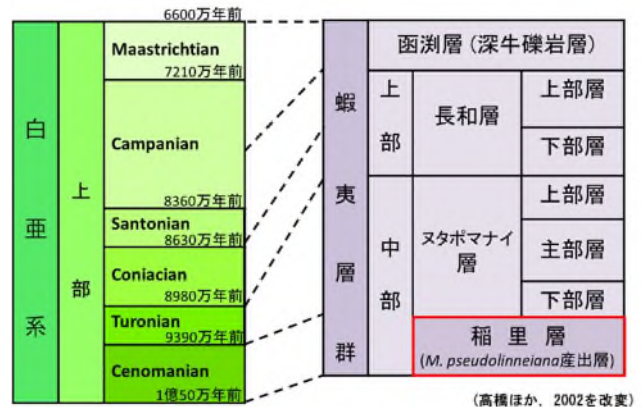 6600万年前
Maastrichtian
7210万年前
Campanian
8360万年前
Santonian
8630万年前
Coniacian
8980万年前
Turonian
9390万年前
Cenomanian
1億50万年前
白亜系
上部
蝦夷層群
函渕層(深牛礫岩層)
上部
長和層
上部層
下部層
中部
ヌタポマナイ
層
上部層
主部層
下部層
稲里層
(M. pseudolinneiana産出層)
(高橋ほか, 2002を改変)